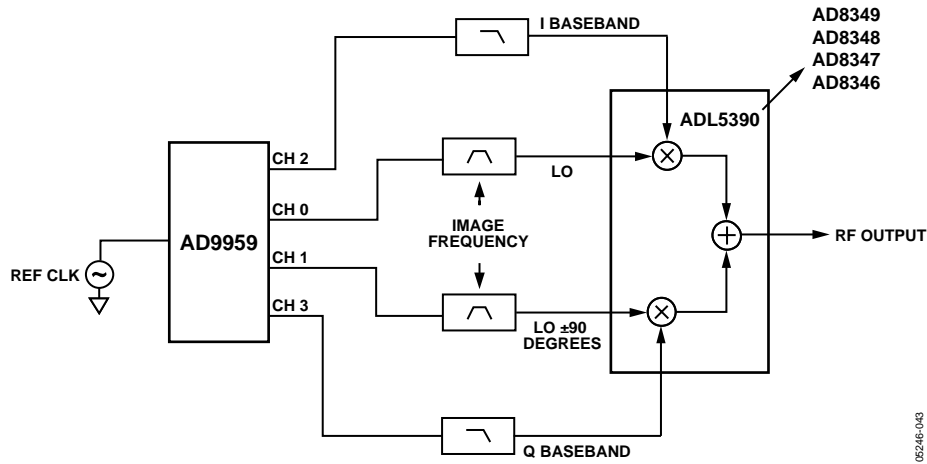 I BASEBAND
AD8349
AD8348
AD8347
AD8346
ADL5390
CH 2
LO
CH 0
AD9959
IMAGE
FREQUENCY
RF OUTPUT
REF CLK
CH 1
CH 3
LO ±90
DEGREES
Q BASEBAND
05246-043